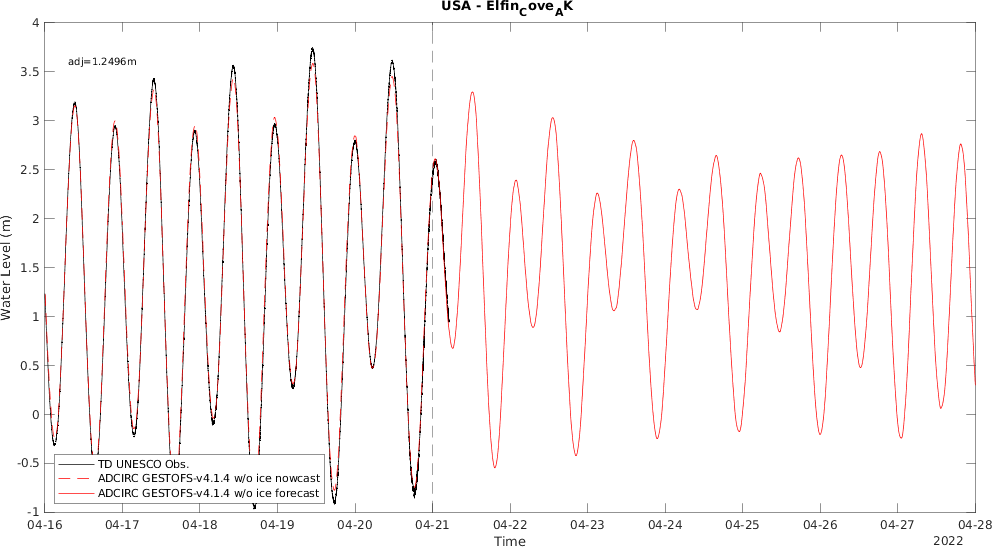 USA - Elfin_Cove_AK
4
3.5
3
2.5
2
1.5
1
0.5
0
-0.5
-1
Water Level (m)
adj=1.2496m
TD UNESCO Obs.
ADCIRC GESTOFS-v4.1.4 w/o ice nowcast
ADCIRC GESTOFS-v4.1.4 w/o ice forecast
04-16 04-17 04-18 04-19 04-20 04-21 04-22 04-23 04-24 04-25 04-26 04-27 04-28
Time
2022